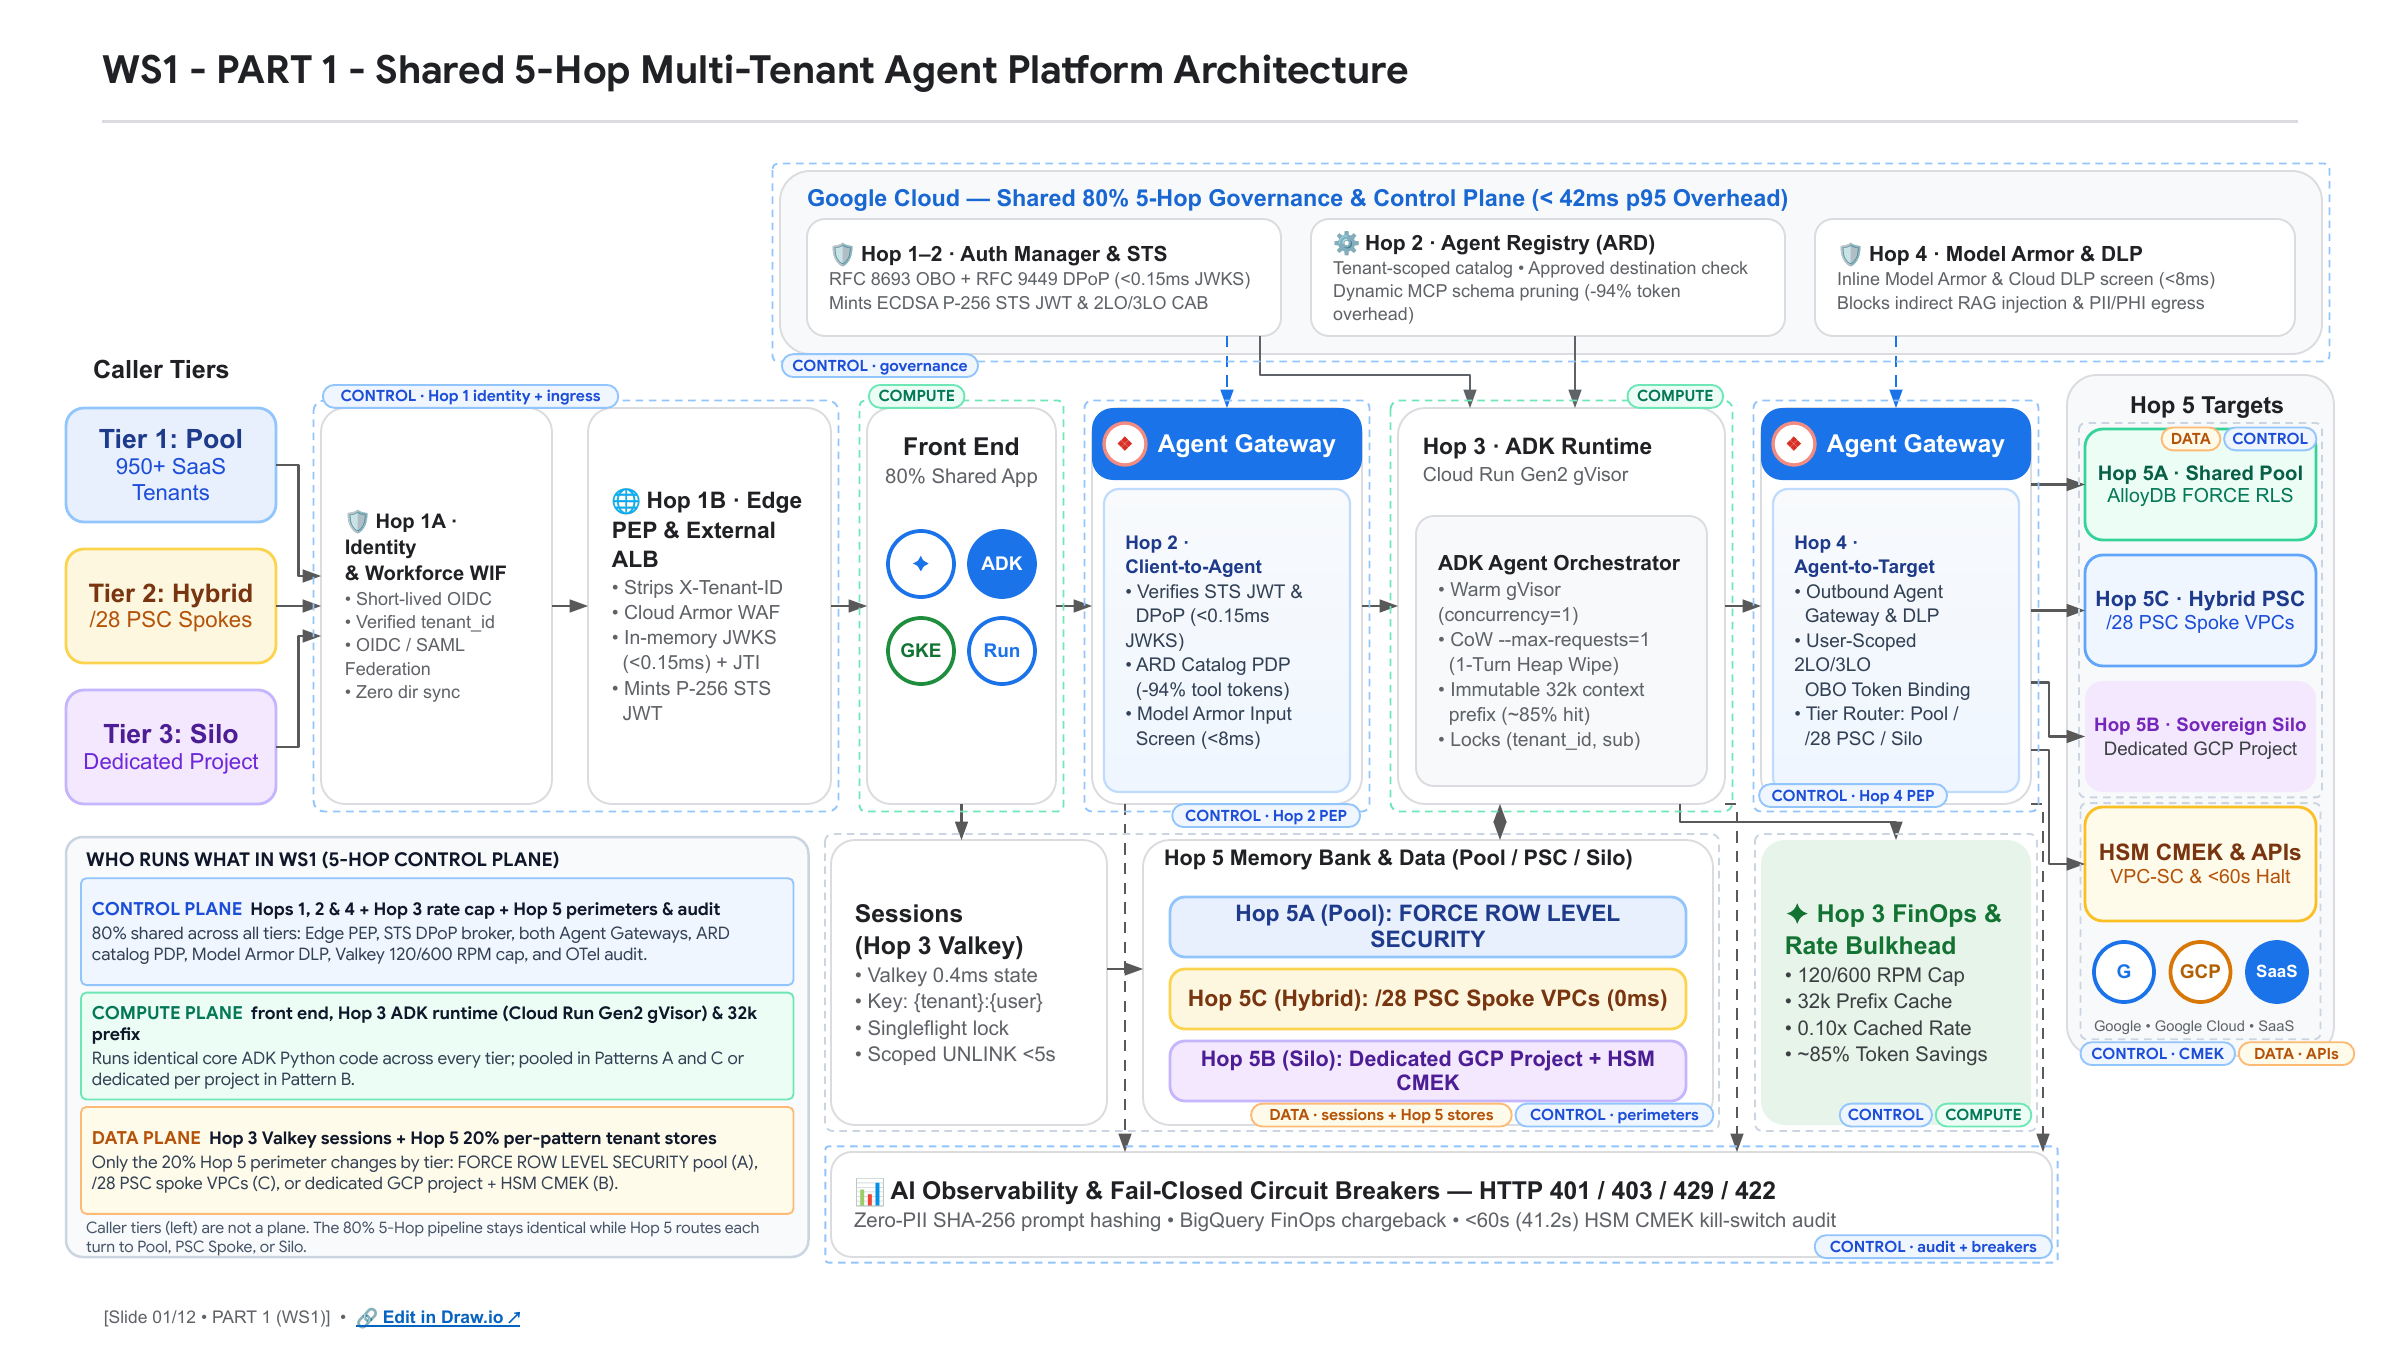 WS1 - PART 1 - Shared 5-Hop Multi-Tenant Agent Platform Architecture
Google Cloud — Shared 80% 5-Hop Governance & Control Plane (< 42ms p95 Overhead)
Hop 1–2 · Auth Manager & STS
RFC 8693 OBO + RFC 9449 DPoP (<0.15ms JWKS)
Mints ECDSA P-256 STS JWT & 2LO/3LO CAB
Hop 2 · Agent Registry (ARD)
Tenant-scoped catalog • Approved destination check
Dynamic MCP schema pruning (-94% token
overhead)
Hop 4 · Model Armor & DLP
Inline Model Armor & Cloud DLP screen (<8ms)
Blocks indirect RAG injection & PII/PHI egress
CONTROL · governance
Caller Tiers
Tier 1: Pool
950+ SaaS
Tenants
Tier 2: Hybrid
/28 PSC Spokes
Tier 3: Silo
Dedicated Project
CONTROL · Hop 1 identity + ingress
Hop 1A ·
Identity
& Workforce WIF
• Short-lived OIDC
• Verified tenant_id
• OIDC / SAML
Federation
• Zero dir sync
Hop 1B · Edge
PEP & External
ALB
• Strips X-Tenant-ID
• Cloud Armor WAF
• In-memory JWKS
(<0.15ms) + JTI
• Mints P-256 STS
JWT
COMPUTE
Front End
80% Shared App
ADK
GKE
Run
Agent Gateway
Hop 2 ·
Client-to-Agent
• Verifies STS JWT &
DPoP (<0.15ms
JWKS)
• ARD Catalog PDP
(-94% tool tokens)
• Model Armor Input
Screen (<8ms)
CONTROL · Hop 2 PEP
COMPUTE
Hop 3 · ADK Runtime
Cloud Run Gen2 gVisor
ADK Agent Orchestrator
• Warm gVisor
(concurrency=1)
• CoW --max-requests=1
(1-Turn Heap Wipe)
• Immutable 32k context
prefix (~85% hit)
• Locks (tenant_id, sub)
Agent Gateway
Hop 4 ·
Agent-to-Target
• Outbound Agent
Gateway & DLP
• User-Scoped
2LO/3LO
OBO Token Binding
• Tier Router: Pool /
/28 PSC / Silo
CONTROL · Hop 4 PEP
Hop 5 Targets
DATA
CONTROL
Hop 5A · Shared Pool
AlloyDB FORCE RLS
Hop 5C · Hybrid PSC
/28 PSC Spoke VPCs
Hop 5B · Sovereign Silo
Dedicated GCP Project
HSM CMEK & APIs
VPC-SC & <60s Halt
G
GCP
SaaS
Google • Google Cloud • SaaS
CONTROL · CMEK
DATA · APIs
WHO RUNS WHAT IN WS1 (5-HOP CONTROL PLANE)
CONTROL PLANE Hops 1, 2 & 4 + Hop 3 rate cap + Hop 5 perimeters & audit
80% shared across all tiers: Edge PEP, STS DPoP broker, both Agent Gateways, ARD
catalog PDP, Model Armor DLP, Valkey 120/600 RPM cap, and OTel audit.
COMPUTE PLANE front end, Hop 3 ADK runtime (Cloud Run Gen2 gVisor) & 32k
prefix
Runs identical core ADK Python code across every tier; pooled in Patterns A and C or
dedicated per project in Pattern B.
DATA PLANE Hop 3 Valkey sessions + Hop 5 20% per-pattern tenant stores
Only the 20% Hop 5 perimeter changes by tier: FORCE ROW LEVEL SECURITY pool (A),
/28 PSC spoke VPCs (C), or dedicated GCP project + HSM CMEK (B).
Caller tiers (left) are not a plane. The 80% 5-Hop pipeline stays identical while Hop 5 routes each
turn to Pool, PSC Spoke, or Silo.
Sessions
(Hop 3 Valkey)
• Valkey 0.4ms state
• Key: {tenant}:{user}
• Singleflight lock
• Scoped UNLINK <5s
Hop 5 Memory Bank & Data (Pool / PSC / Silo)
Hop 5A (Pool): FORCE ROW LEVEL
SECURITY
Hop 5C (Hybrid): /28 PSC Spoke VPCs (0ms)
Hop 5B (Silo): Dedicated GCP Project + HSM
CMEK
DATA · sessions + Hop 5 stores
CONTROL · perimeters
Hop 3 FinOps &
Rate Bulkhead
• 120/600 RPM Cap
• 32k Prefix Cache
• 0.10x Cached Rate
• ~85% Token Savings
CONTROL
COMPUTE
AI Observability & Fail-Closed Circuit Breakers — HTTP 401 / 403 / 429 / 422
Zero-PII SHA-256 prompt hashing • BigQuery FinOps chargeback • <60s (41.2s) HSM CMEK kill-switch audit
CONTROL · audit + breakers
[Slide 01/12 • PART 1 (WS1)] • Edit in Draw.io ↗